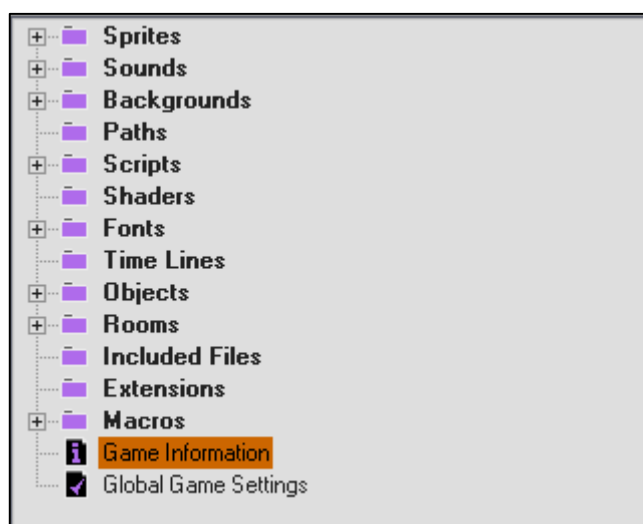 Sprites
Sounds
Backgrounds
Paths
Scripts
Shaders
Fonts
Time Lines
Objects
Rooms
Included Files
Extensions
Macros
Game Information
Global Game Settings